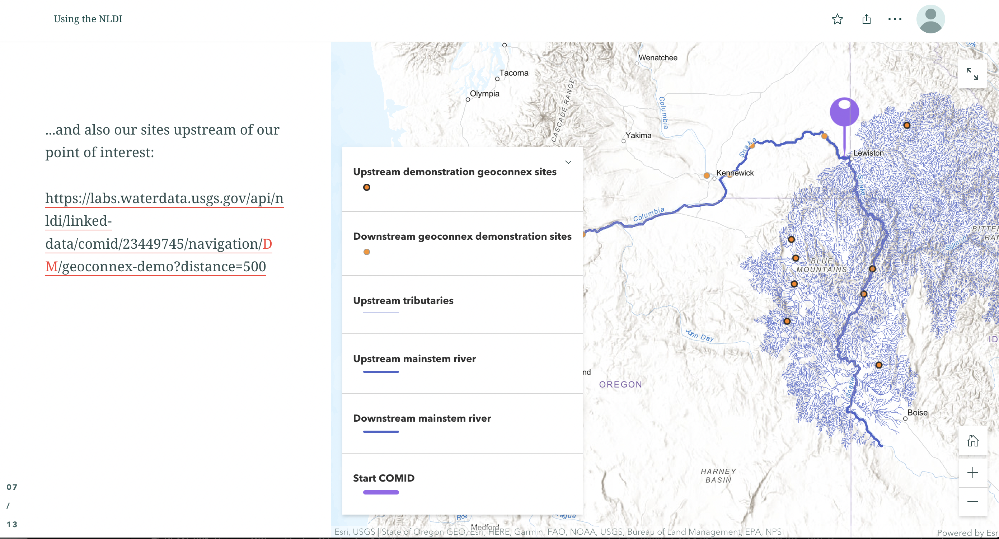 Using the NLDI
...and also our sites upstream of our
point of interest:
https://labs.waterdata.usgs.gov/api/n
ldi/linked-
data/comid/23449745/navigation/D
M/geoconnex-demo?distance=500
07
/
13
Wenatchee
Tacoma
Olympia
CASCADE RANGE
Columbia
Yakima
Snake
Lewiston
Kennewick
Snake
Columbia
Upstream demonstration geoconnex sites
Downstream geoconnex demonstration sites
Upstream tributaries
Upstream mainstem river
Downstream mainstem river
Start COMID
BITTER
RAN
Salmon
BLUE
MOUNTAINS
John Day
ID
nd
OREGON
Snake
Boise
HARNEY
BASIN
Medford
Esri, USGS | State of Oregon GEO, Esri, HERE, Garmin, FAO, NOAA, USGS, Bureau of Land Management, EPA, NPS
Powered by Esr